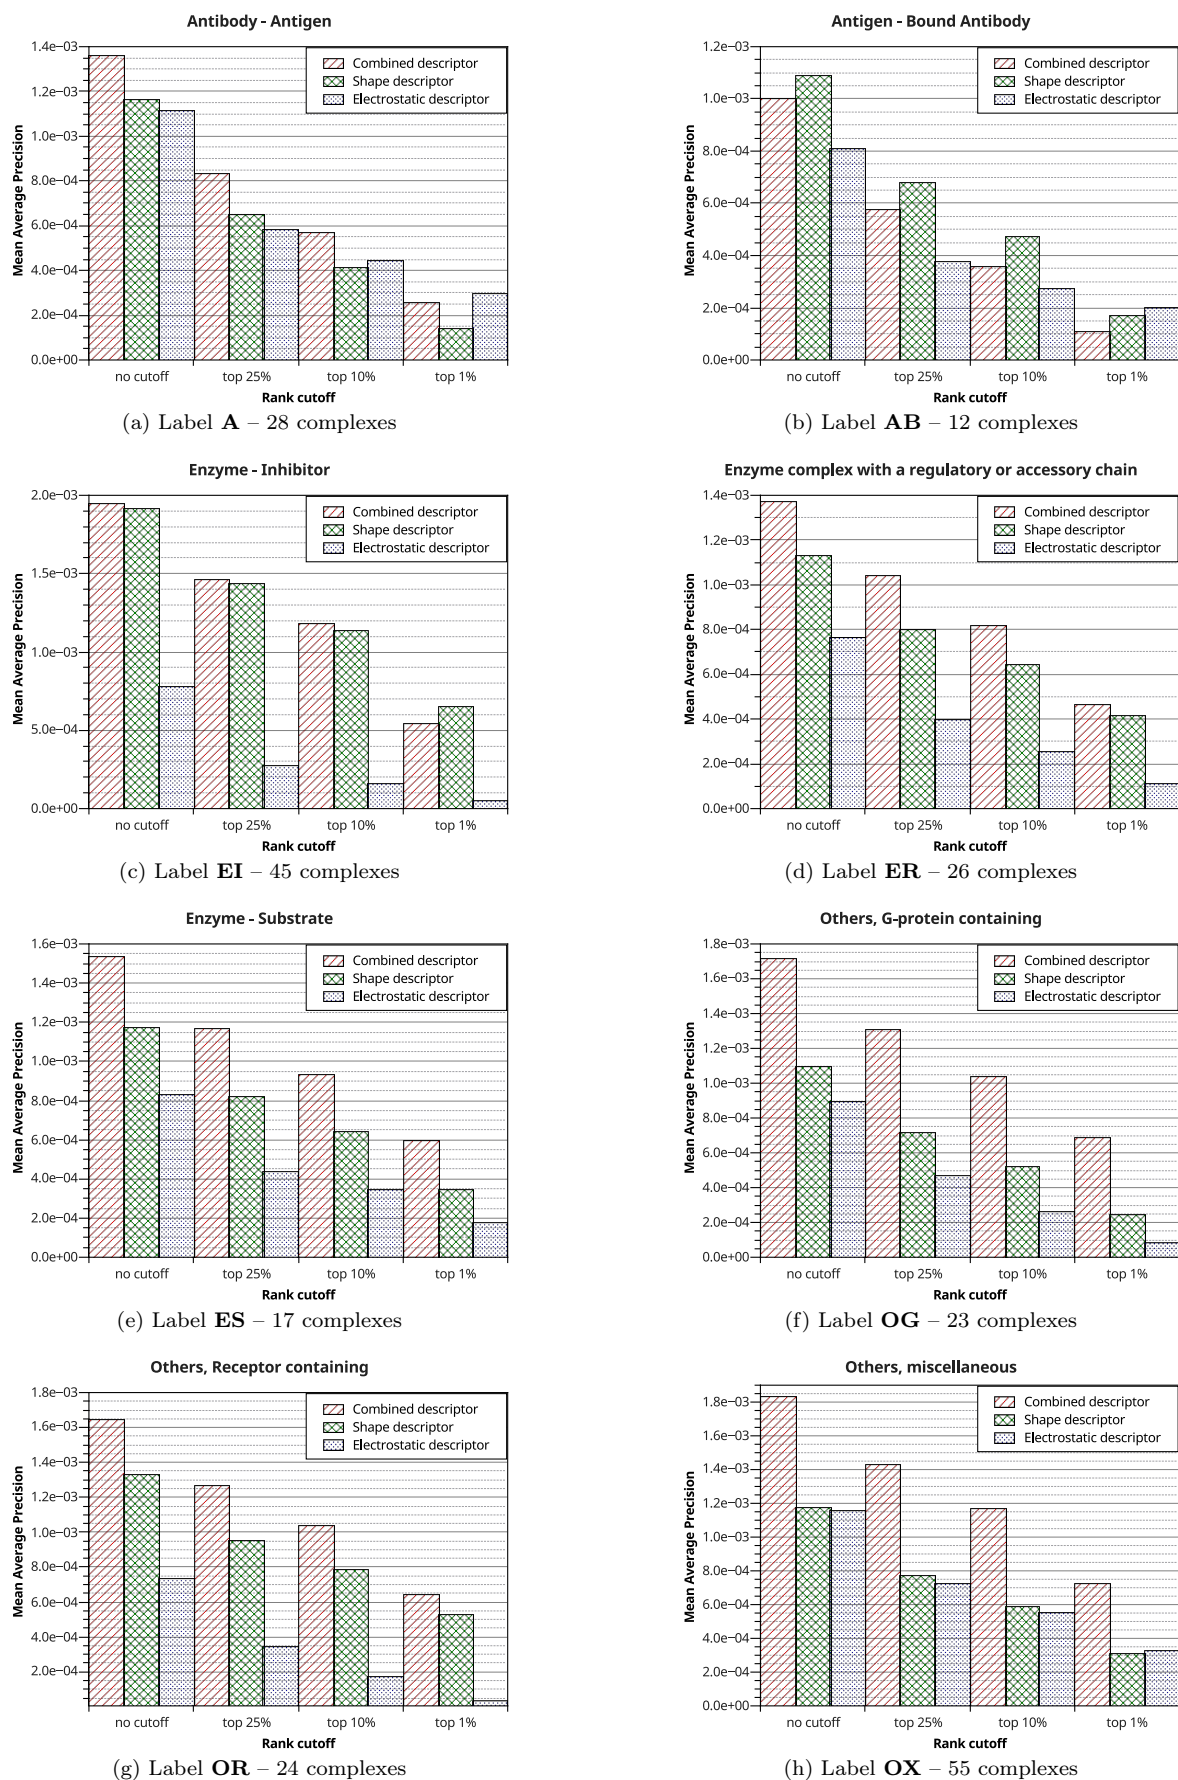 Antibody - Antigen
Mean Average Precision
1.4e−03
1.2e−03
1.0e−03
8.0e−04
6.0e−04
4.0e−04
2.0e−04
0.0e+00
Combined descriptor
Shape descriptor
Electrostatic descriptor
no cutoff top 25% top 10% top 1%
Rank cutoff
(a) Label A – 28 complexes
Antigen - Bound Antibody
Mean Average Precision
1.2e−03
1.0e−03
8.0e−04
6.0e−04
4.0e−04
2.0e−04
0.0e+00
Combined descriptor
Shape descriptor
Electrostatic descriptor
no cutoff top 25% top 10% top 1%
Rank cutoff
(b) Label AB – 12 complexes
Enzyme - Inhibitor
Mean Average Precision
2.0e−03
1.5e−03
1.0e−03
5.0e−04
0.0e+00
Combined descriptor
Shape descriptor
Electrostatic descriptor
no cutoff top 25% top 10% top 1%
Rank cutoff
(c) Label EI – 45 complexes
Enzyme complex with a regulatory or accessory chain
Mean Average Precision
1.4e−03
1.2e−03
1.0e−03
8.0e−04
6.0e−04
4.0e−04
2.0e−04
0.0e+00
Combined descriptor
Shape descriptor
Electrostatic descriptor
no cutoff top 25% top 10% top 1%
Rank cutoff
(d) Label ER – 26 complexes
Enzyme - Substrate
Mean Average Precision
1.6e−03
1.4e−03
1.2e−03
1.0e−03
8.0e−04
6.0e−04
4.0e−04
2.0e−04
0.0e+00
Combined descriptor
Shape descriptor
Electrostatic descriptor
no cutoff top 25% top 10% top 1%
Rank cutoff
(e) Label ES – 17 complexes
Others, G-protein containing
Mean Average Precision
1.8e−03
1.6e−03
1.4e−03
1.2e−03
1.0e−03
8.0e−04
6.0e−04
4.0e−04
2.0e−04
0.0e+00
Combined descriptor
Shape descriptor
Electrostatic descriptor
no cutoff top 25% top 10% top 1%
Rank cutoff
(f) Label OG – 23 complexes
Others, Receptor containing
Mean Average Precision
1.8e−03
1.6e−03
1.4e−03
1.2e−03
1.0e−03
8.0e−04
6.0e−04
4.0e−04
2.0e−04
Combined descriptor
Shape descriptor
Electrostatic descriptor
no cutoff top 25% top 10% top 1%
Rank cutoff
(g) Label OR – 24 complexes
Others, miscellaneous
Mean Average Precision
1.8e−03
1.6e−03
1.4e−03
1.2e−03
1.0e−03
8.0e−04
6.0e−04
4.0e−04
2.0e−04
0.0e+00
Combined descriptor
Shape descriptor
Electrostatic descriptor
no cutoff top 25% top 10% top 1%
Rank cutoff
(h) Label OX – 55 complexes